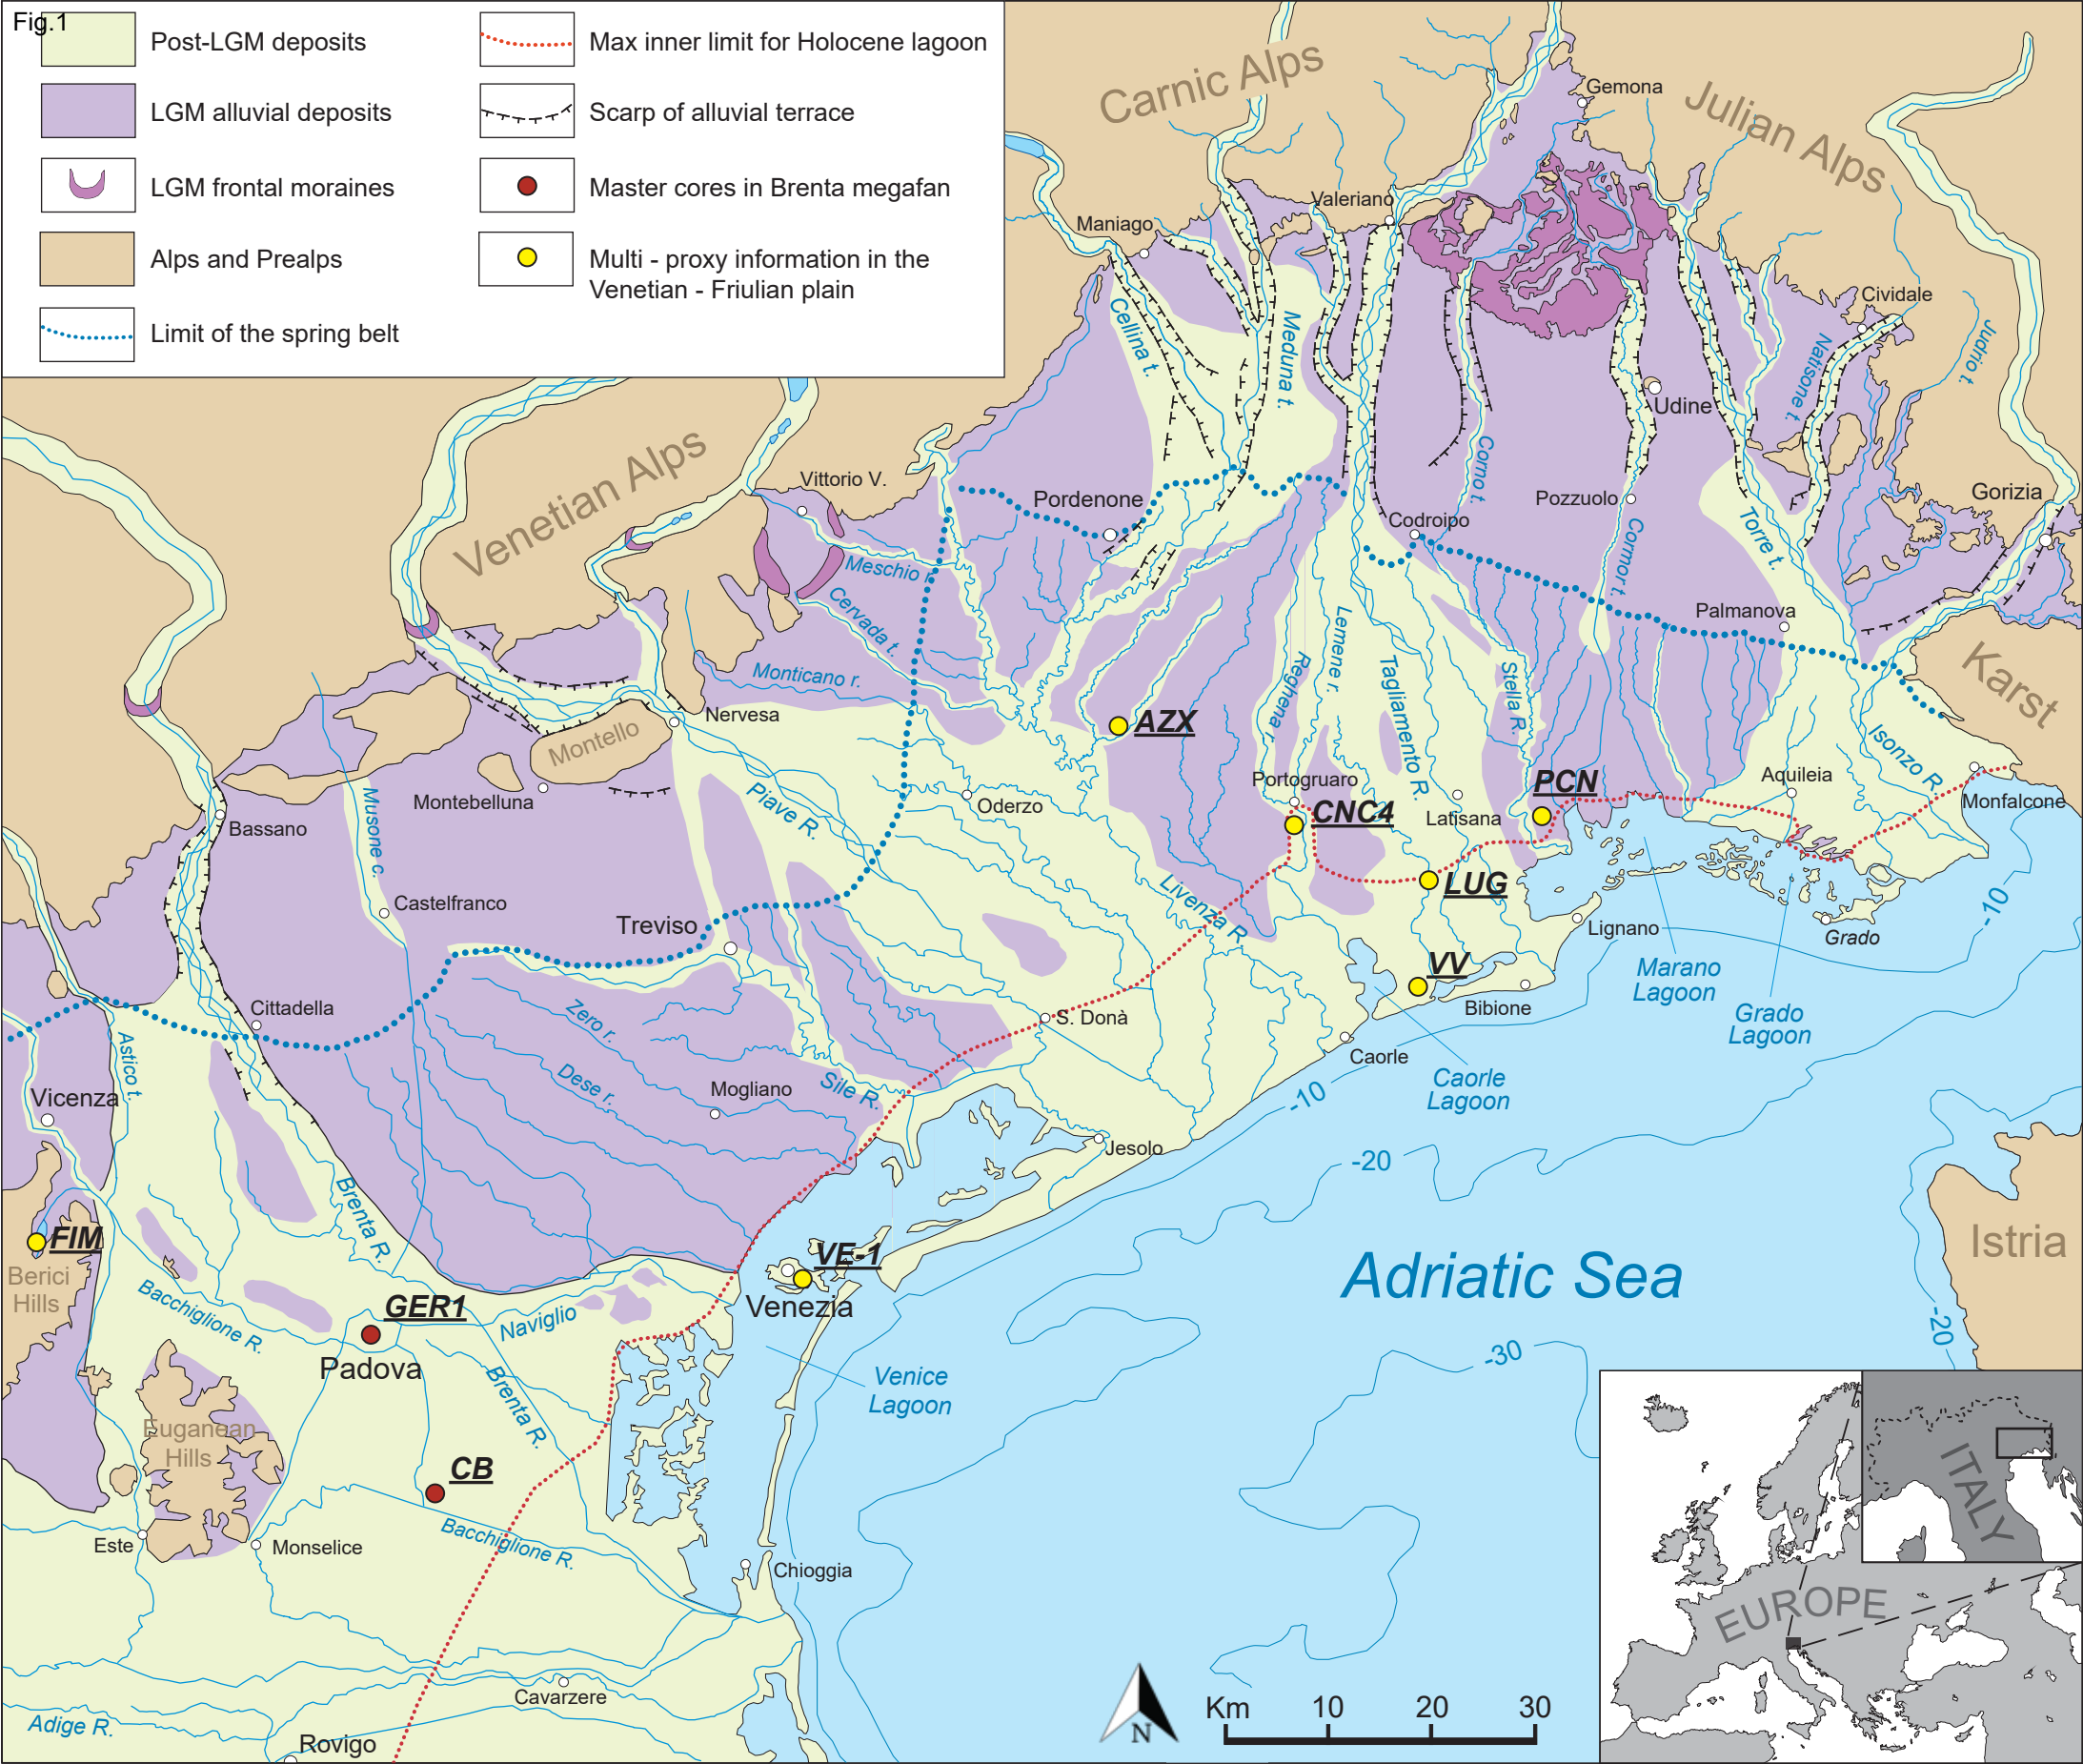 Fig.1
Post-LGM deposits
LGM alluvial deposits
LGM frontal moraines
Alps and Prealps
Limit of the spring belt
Max inner limit for Holocene lagoon
Scarp of alluvial terrace
Master cores in Brenta megafan
Multi - proxy information in the
Venetian - Friulian plain
Carnic Alps
Julian Alps
Gemona
Valeriano
Maniago
Cividale
Cellina t.
Meduna t.
Natisone t.
Judrio t.
Udine
Corno t.
Venetian Alps
Vittorio V.
Pordenone
Pozzuolo
Gorizia
Codroipo
Cormor t.
Torre t.
Meschio r.
Cervada t.
Palmanova
Lemene r.
Reghena r.
Tagliamento R.
Stella R.
Karst
Monticano r.
Nervesa
AZX
Montello
Isonzo R.
Portogruaro
PCN
Aquileia
Montebelluna
Piave R.
Oderzo
CNC4
Latisana
Monfalcone
Musone c.
Bassano
Castelfranco
Treviso
Livenza R.
LUG
Lignano
Grado
-10
VV
Marano
Lagoon
Bibione
Grado
Lagoon
Cittadella
Zero r.
S. Donà
Caorle
Astico t.
Vicenza
Dese r.
Mogliano
Sile R.
-10
Caorle
Lagoon
Jesolo
-20
Brenta R.
FIM
Berici
Hills
VE-1
Venezia
Adriatic Sea
Istria
Bacchiglione R.
GER1
Naviglio
Padova
-20
-30
Brenta R.
Venice
Lagoon
Euganean
Hills
CB
Bacchiglione R.
Este
Monselice
Chioggia
ITALY
EUROPE
Cavarzere
Adige R.
Rovigo
N
Km 10 20 30